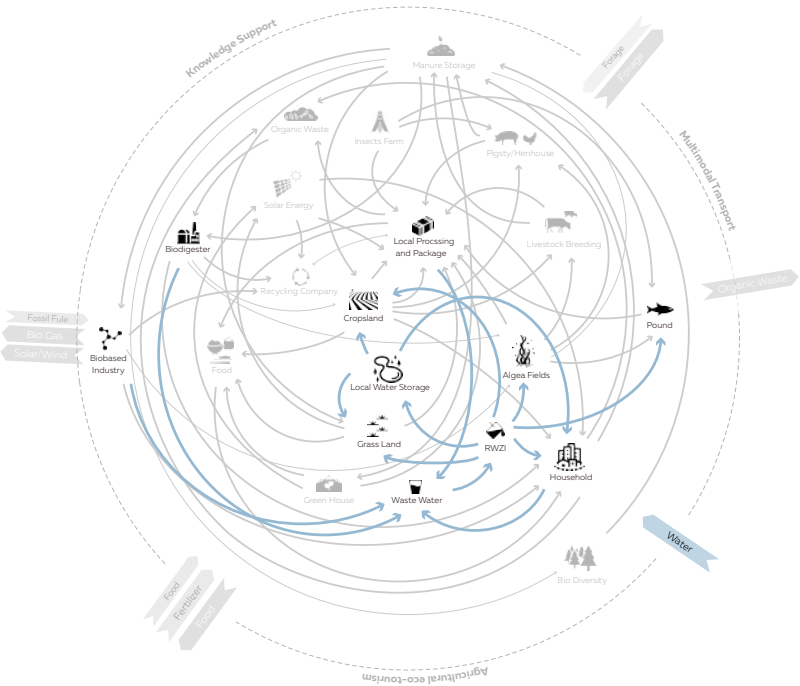 Knowledge Support
Manure Storage
Forage
Forage
Organic Waste
Insects Farm
Pigsty/Henhouse
Multimodal Transport
Solar Energy
Biodigester
Local Procssing
and Package
Livestock Breeding
Recycling Company
Organic Waste
Cropsland
Pound
Fossil Fule
Bio Gas
Solar/Wind
Biobased
Industry
Food
Local Water Storage
Algea Fields
Grass Land
RWZI
Household
Green House
Waste Water
Water
Bio Diversity
Food
Fertilizer
Food
Agricultural eco-tourism